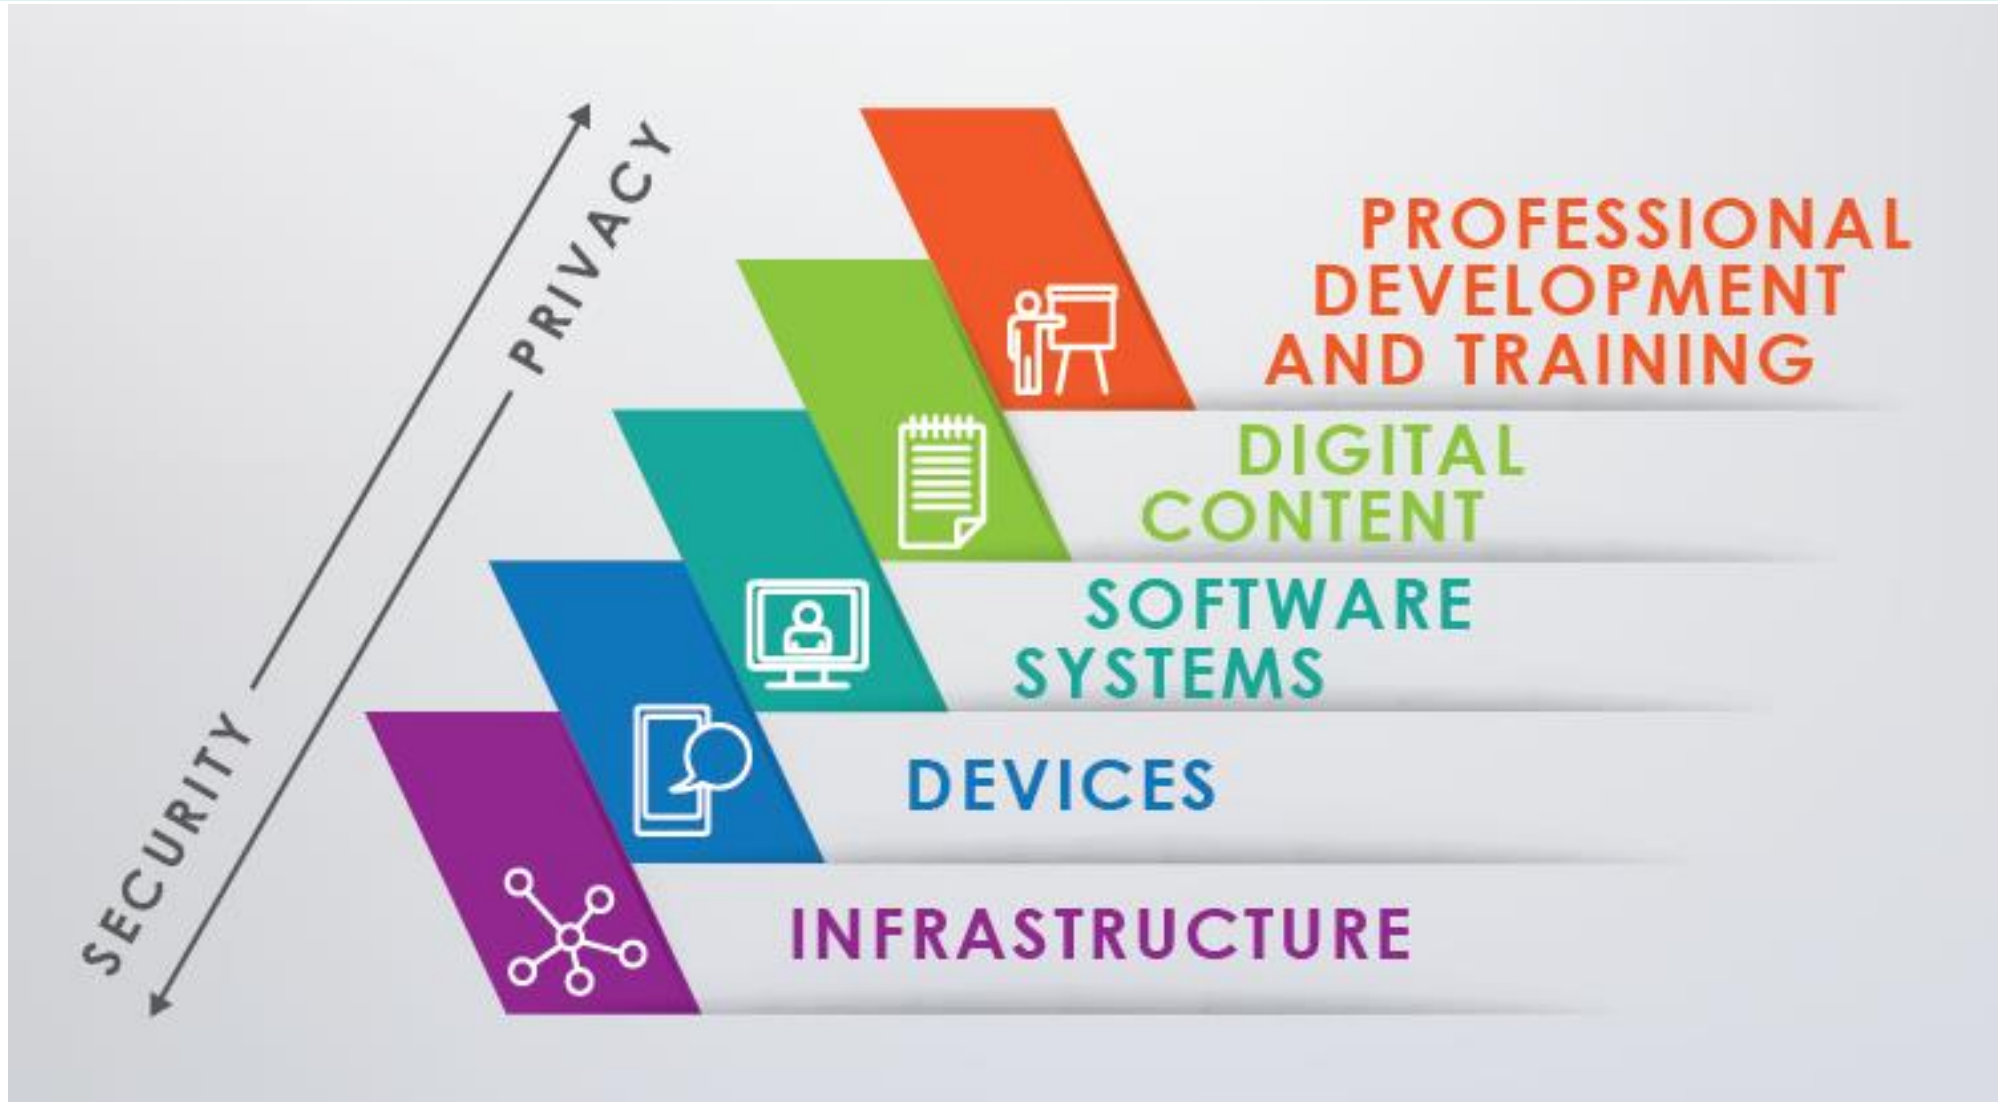 SECURITY
PRIVACY
PROFESSIONAL
DEVELOPMENT
AND TRAINING
DIGITAL
CONTENT
SOFTWARE
SYSTEMS
DEVICES
INFRASTRUCTURE